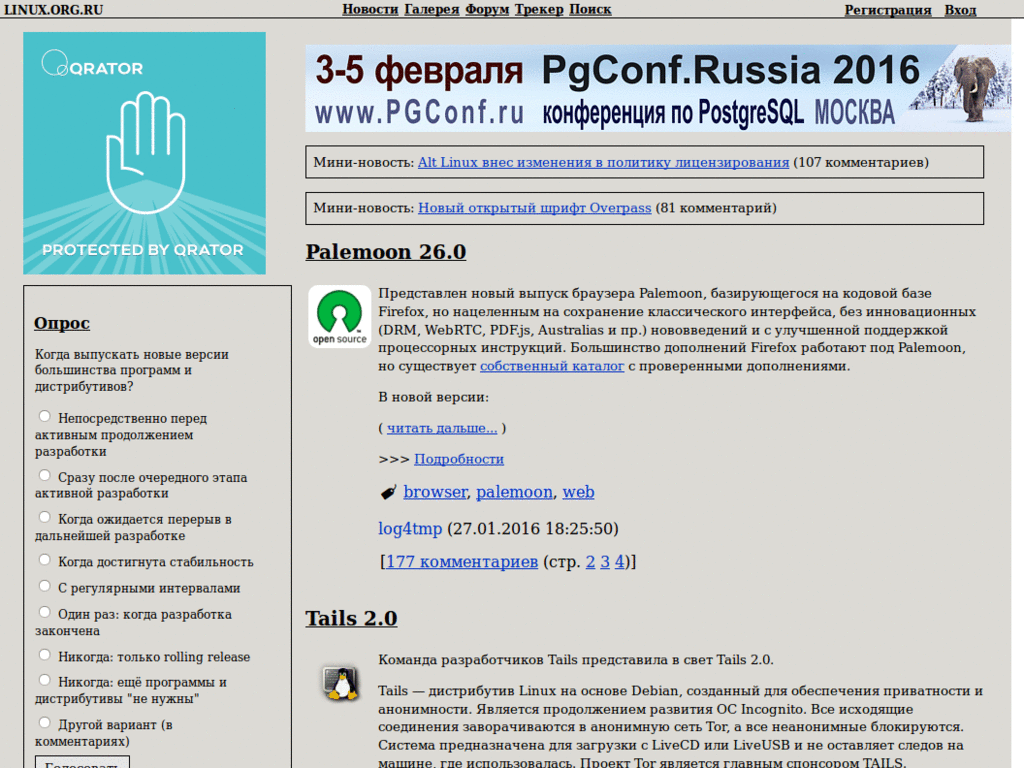 LINUX.ORG.RU
Новости Галерея Форум Трекер Поиск
Регистрация Вход
QRATOR
PROTECTED BY QRATOR
Опрос
Когда выпускать новые версии
большинства программ и
дистрибутивов?
Непосредственно перед
активным продолжением
разработки
Сразу после очередного этапа
активной разработки
Когда ожидается перерыв в
дальнейшей разработке
Когда достигнута стабильность
С регулярными интервалами
Один раз: когда разработка
закончена
Никогда: только rolling release
Никогда: ещё программы и
дистрибутивы "не нужны"
Другой вариант (в
комментариях)
Голосовать
3-5 февраля PgConf.Russia 2016
www.PGConf.ru конференция по PostgreSQL МОСКВА
Мини-новость: Alt Linux внес изменения в политику лицензирования (107 комментариев)
Мини-новость: Новый открытый шрифт Overpass (81 комментарий)
Palemoon 26.0
open source
Представлен новый выпуск браузера Palemoon, базирующегося на кодовой базе
Firefox, но нацеленным на сохранение классического интерфейса, без инновационных
(DRM, WebRTC, PDF.js, Australias и пр.) нововведений и с улучшенной поддержкой
процессорных инструкций. Большинство дополнений Firefox работают под Palemoon,
но существует собственный каталог с проверенными дополнениями.
В новой версии:
( читать дальше... )
>>> Подробности
browser, palemoon, web
log4tmp (27.01.2016 18:25:50)
[177 комментариев (стр. 2 3 4)]
Tails 2.0
Команда разработчиков Tails представила в свет Tails 2.0.
Tails — дистрибутив Linux на основе Debian, созданный для обеспечения приватности и
анонимности. Является продолжением развития ОС Incognito. Все исходящие
соединения заворачиваются в анонимную сеть Tor, а все неанонимные блокируются.
Система предназначена для загрузки с LiveCD или LiveUSB и не оставляет следов на
машине, где использовалась. Проект Tor является главным спонсором TAILS.